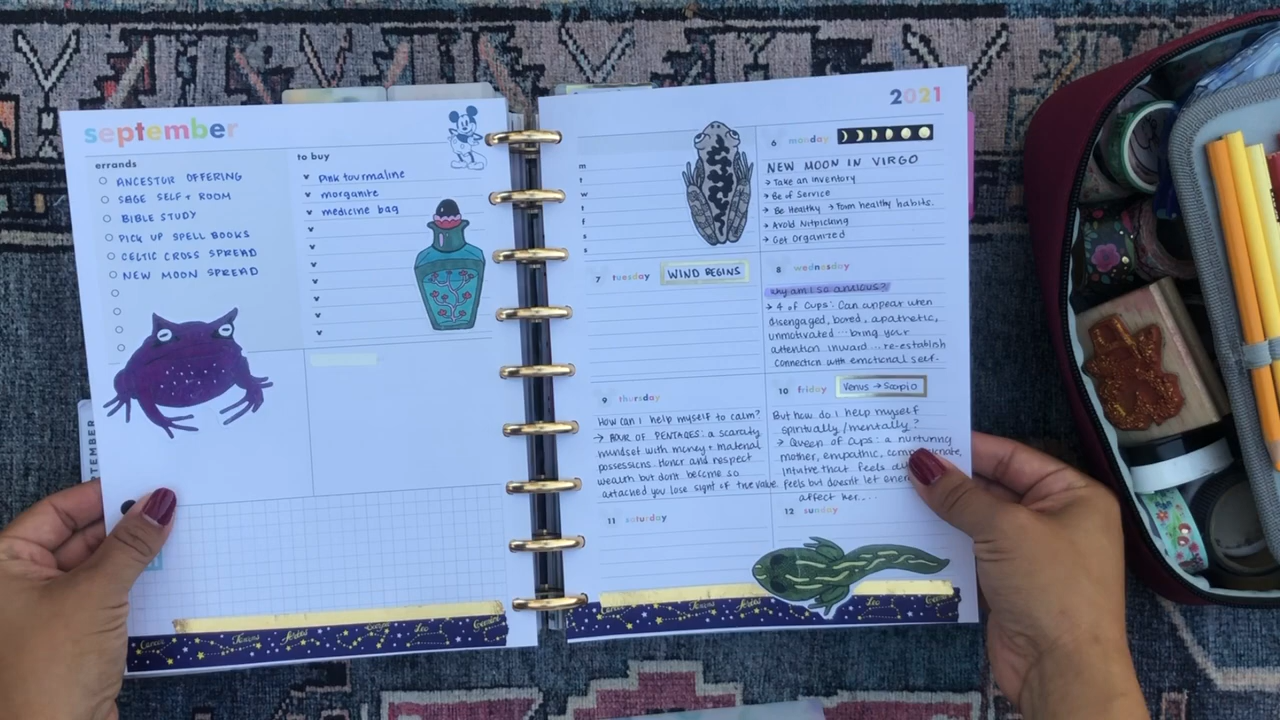 september
errands
ANCESTOR OFFERING
SAGE SELF + ROOM
BIBLE STUDY
PICK UP SPELL BOOKS
CELTIC CROSS SPREAD
NEW MOON SPREAD
to buy
Pink tourmaline
morganite
medicine bag
SEPTEMBER
Cancer Taurus Aries Leo Gemini
2021
m
t
w
t
f
s
s
6 monday
NEW MOON IN VIRGO
→ Take an inventory
→ Be of Service
→ Be Healthy → Form healthy habits.
→ Avoid Nitpicking
→ Get Organized
7 tuesday WIND BEGINS
8 wednesday
why am I so anxious?
→ 4 of Cups: Can appear when
disengaged, bored, apathetic,
unmotivated ... bring your
attention inward ... re-establish
connection with emotional self.
9 thursday
How can I help myself to calm?
→ FOUR OF PENTACLES: a scarcity
mindset with money + material
possessions. Honor and respect
wealth but don't become so
attached you lose sight of true value.
10 friday Venus → Scorpio
But how do I help myself
spiritually/mentally?
→ Queen of Cups: a nurturing
mother, empathic,
intuitive that feels
feels but doesn't let
affect her....
11 saturday
12 sunday
Cancer Taurus Aries Leo Gemini